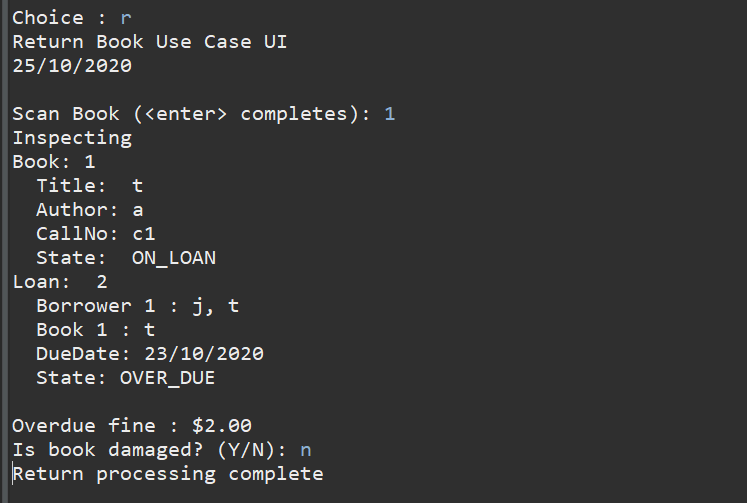 Choice : r
Return Book Use Case UI
25/10/2020
Scan Book (<enter> completes): 1
Inspecting
Book: 1
  Title:  t
  Author: a
  CallNo: c1
  State:  ON_LOAN
Loan:  2
  Borrower 1 : j, t
  Book 1 : t
  DueDate: 23/10/2020
  State: OVER_DUE
Overdue fine : $2.00
Is book damaged? (Y/N): n
Return processing complete